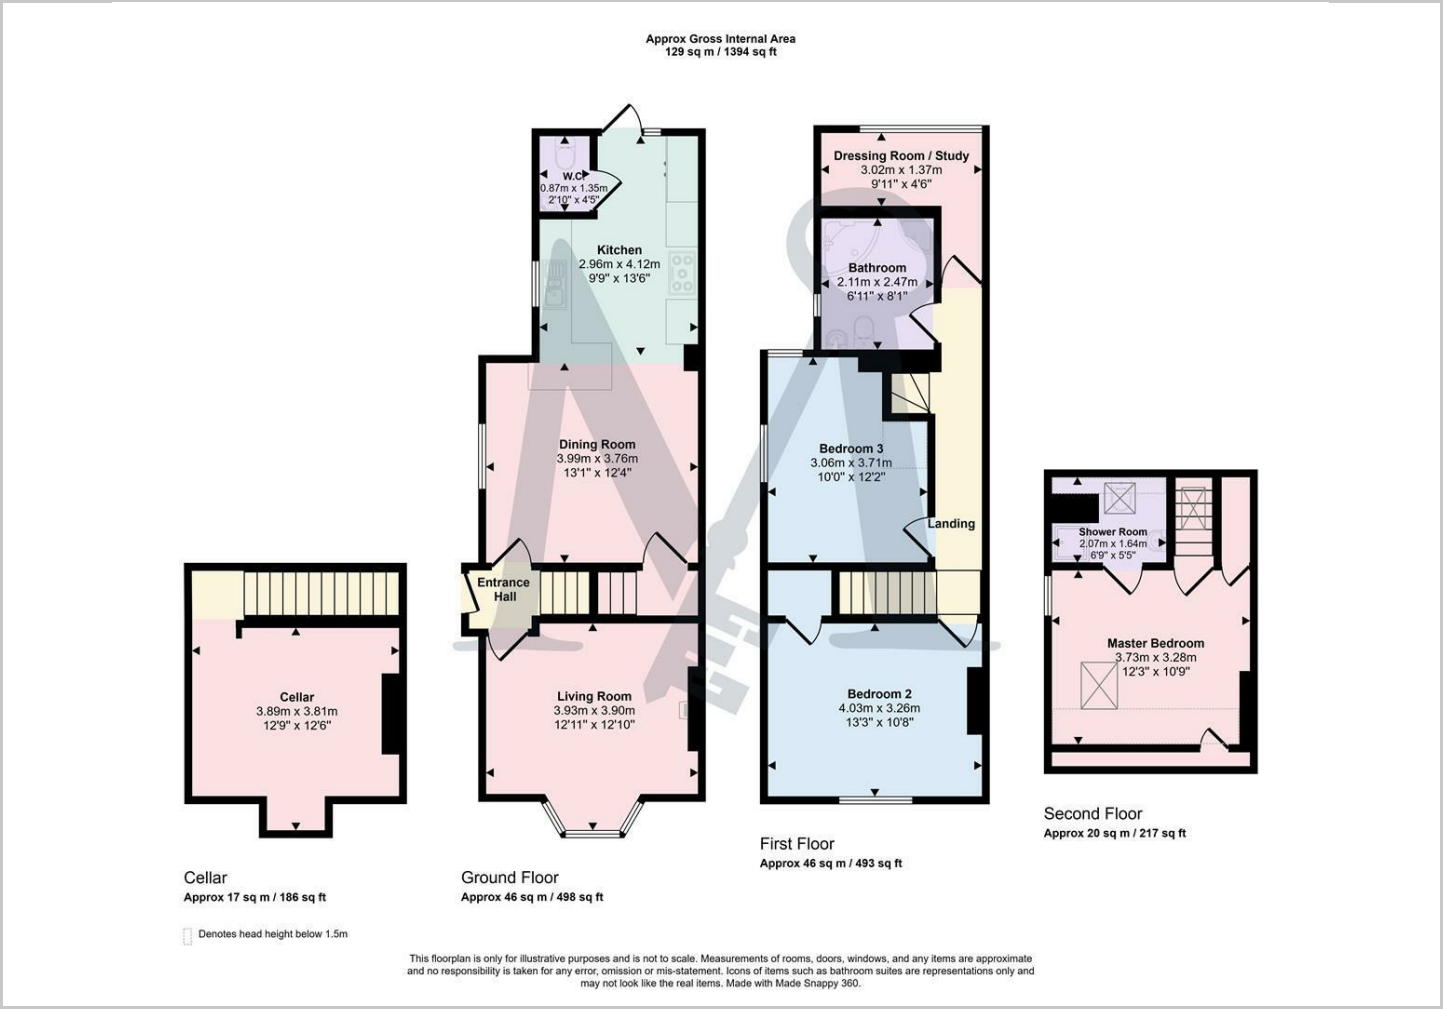 Approx Gross Internal Area
129 sq m / 1394 sq ft
W.C.
0.87m x 1.35m
2'10" x 4'5"
Kitchen
2.96m x 4.12m
9'9" x 13'6"
Dining Room
3.99m x 3.76m
13'1" x 12'4"
Entrance
Hall
Living Room
3.93m x 3.90m
12'11" x 12'10"
Dressing Room / Study
3.02m x 1.37m
9'11" x 4'6"
Bathroom
2.11m x 2.47m
6'11" x 8'1"
Bedroom 3
3.06m x 3.71m
10'0" x 12'2"
Landing
Bedroom 2
4.03m x 3.26m
13'3" x 10'8"
Shower Room
2.07m x 1.64m
6'9" x 5'5"
Master Bedroom
3.73m x 3.28m
12'3" x 10'9"
Cellar
3.89m x 3.81m
12'9" x 12'6"
Second Floor
Approx 20 sq m / 217 sq ft
First Floor
Approx 46 sq m / 493 sq ft
Cellar
Approx 17 sq m / 186 sq ft
Ground Floor
Approx 46 sq m / 498 sq ft
Denotes head height below 1.5m
This floorplan is only for illustrative purposes and is not to scale. Measurements of rooms, doors, windows, and any items are approximate
and no responsibility is taken for any error, omission or mis-statement. Icons of items such as bathroom suites are representations only and
may not look like the real items. Made with Made Snappy 360.